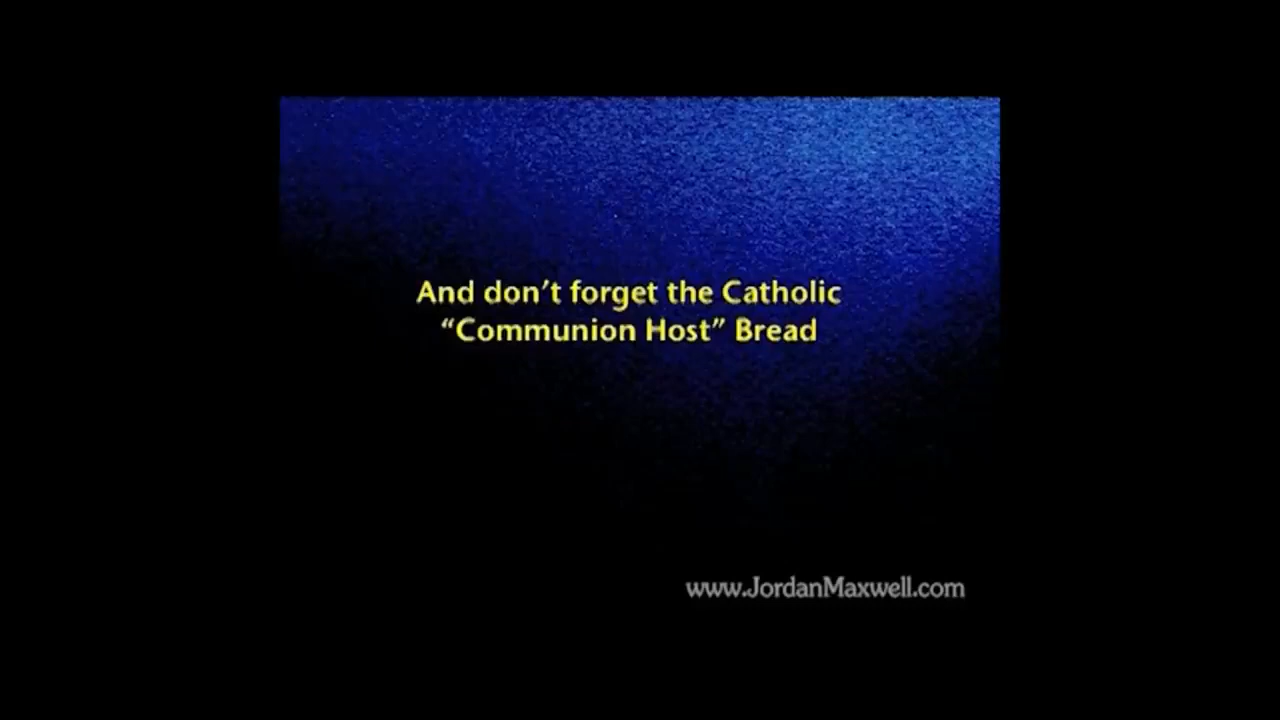 And don't forget the Catholic
“Communion Host” Bread
www.JordanMaxwell.com